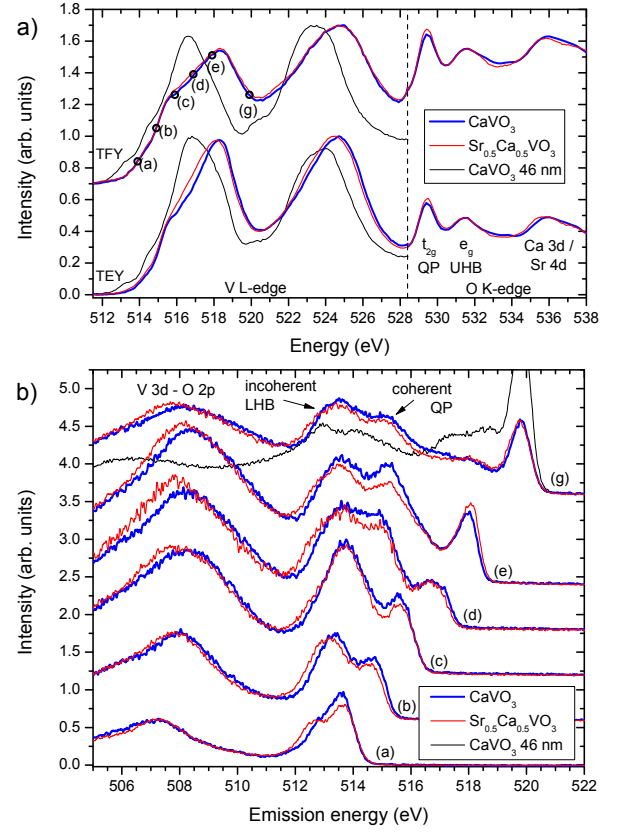 a)
Intensity (arb. units)
1.8
1.6
1.4
1.2
1.0
0.8
0.6
0.4
0.2
0.0
(a)
(b)
(c)
(d)
(e)
(g)
TFY
TEY
CaVO3
Sr0.5Ca0.5VO3
CaVO3 46 nm
t2g e_g Ca 3d /
QP UHB Sr 4d
V L-edge O K-edge
512 514 516 518 520 522 524 526 528 530 532 534 536 538
Energy (eV)
b)
Intensity (arb. units)
5.0
4.5
4.0
3.5
3.0
2.5
2.0
1.5
1.0
0.5
0.0
V 3d - O 2p
incoherent
LHB
coherent
QP
(g)
(e)
(d)
(c)
(b)
(a)
CaVO3
Sr0.5Ca0.5VO3
CaVO3 46 nm
506 508 510 512 514 516 518 520 522
Emission energy (eV)